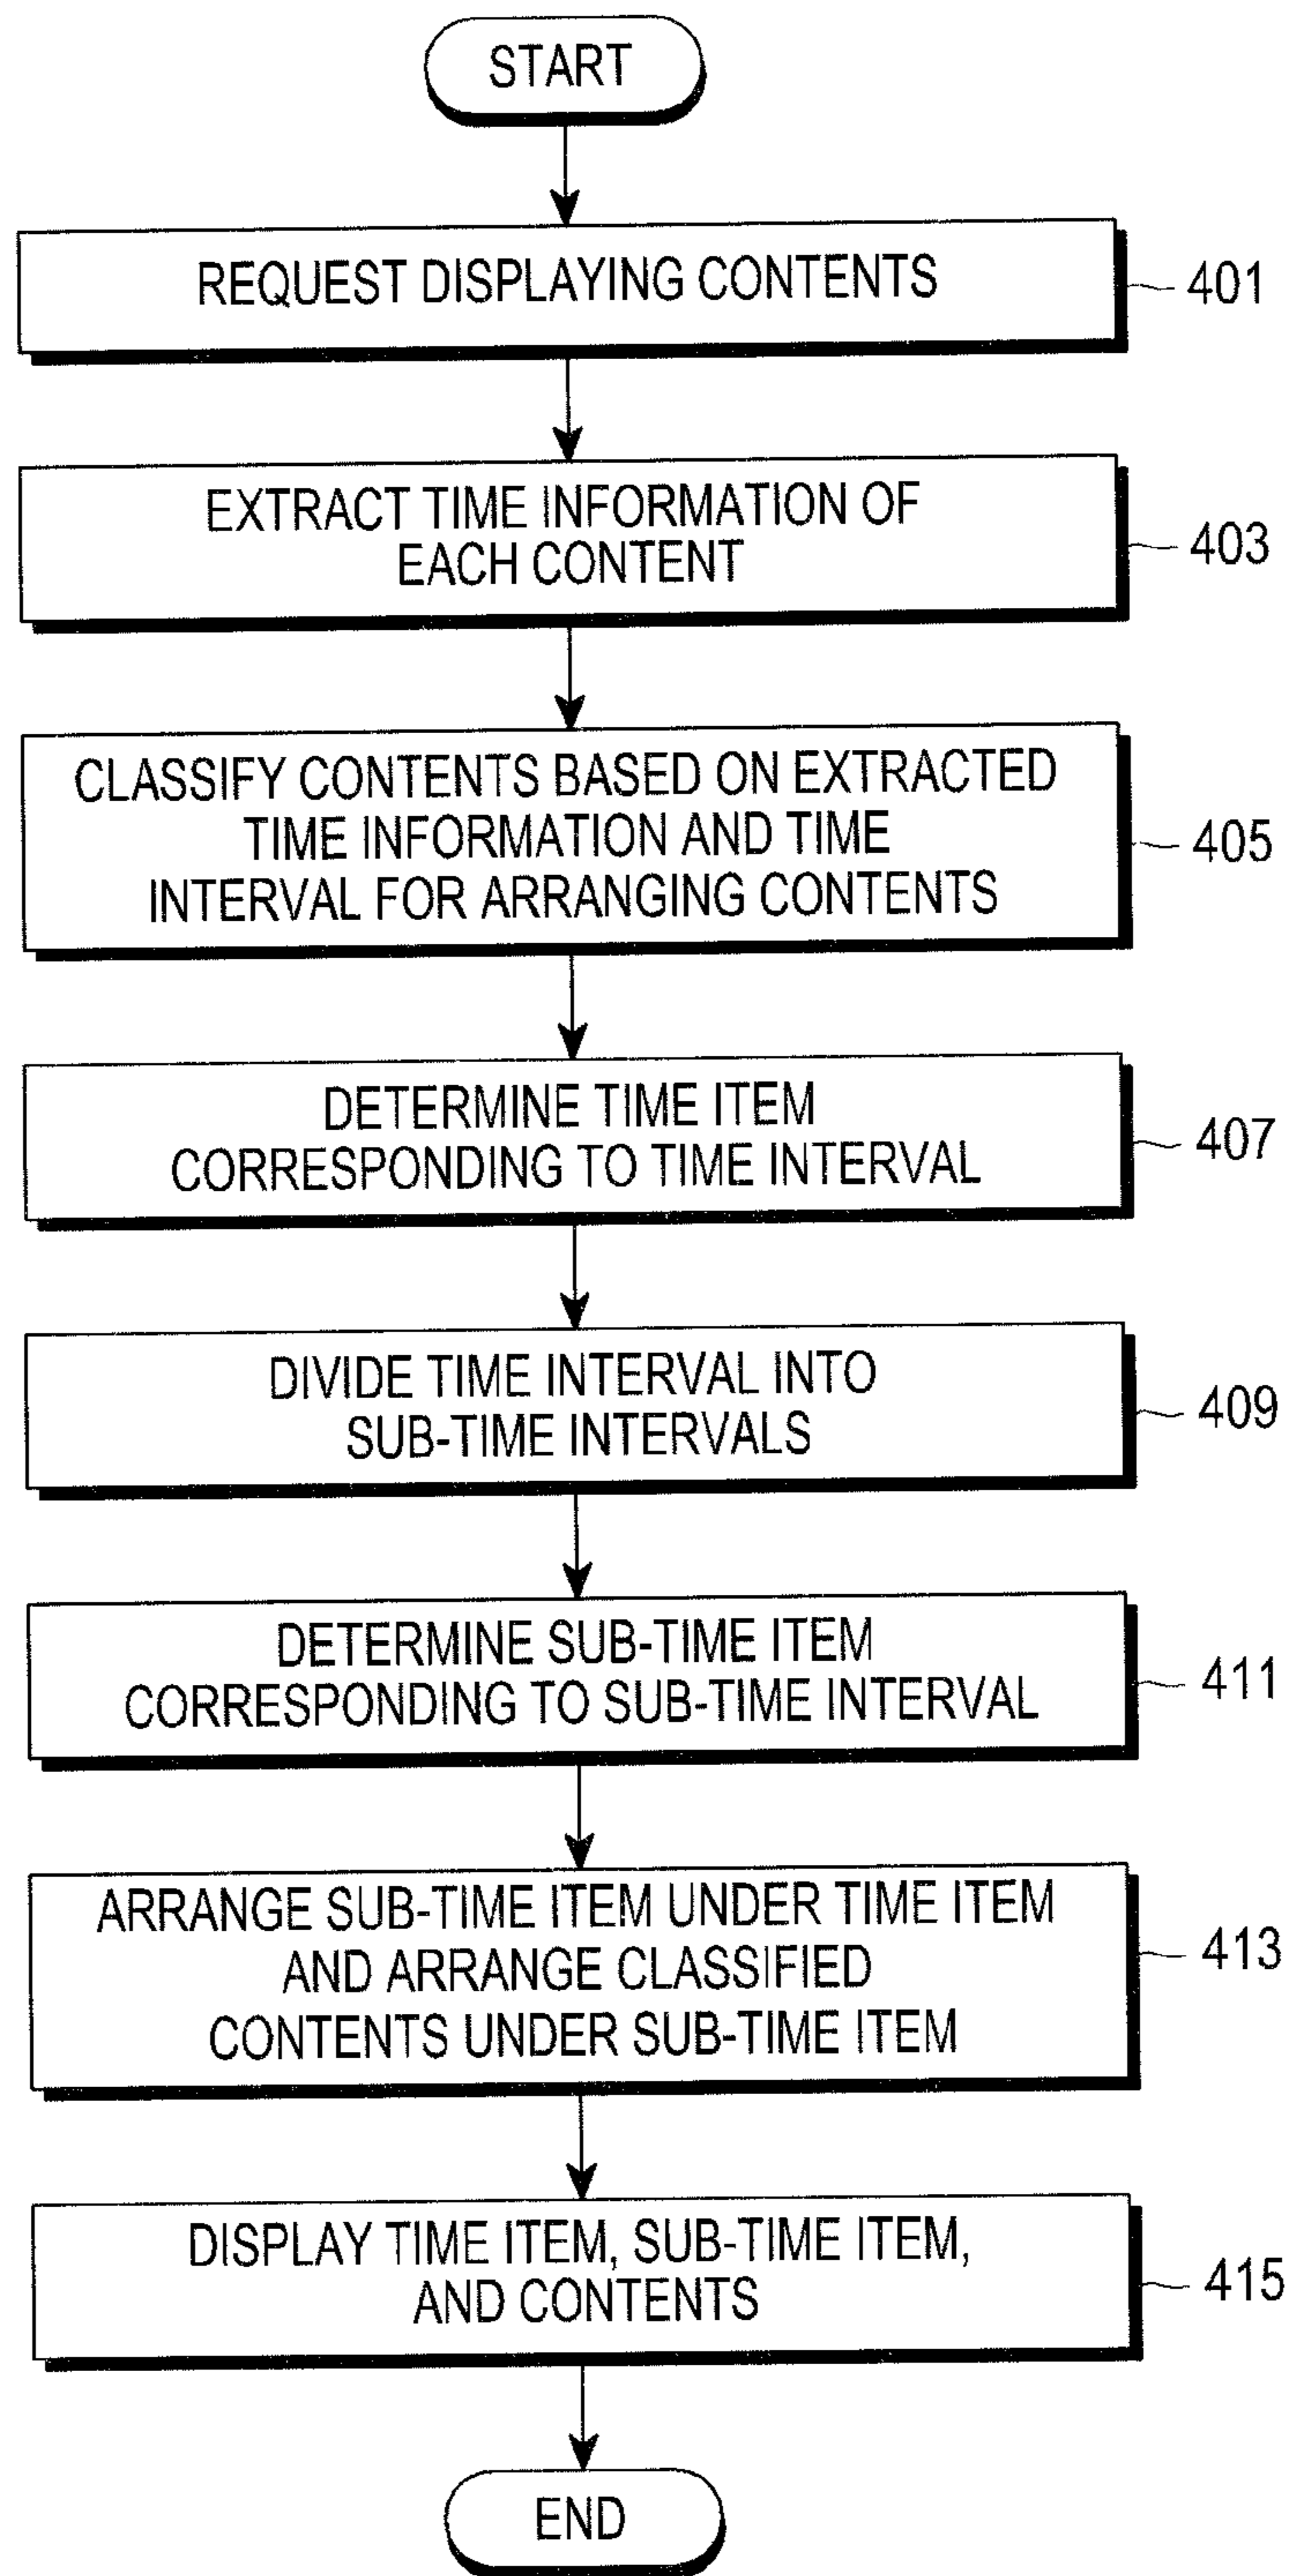 START
REQUEST DISPLAYING CONTENTS
401
EXTRACT TIME INFORMATION OF
EACH CONTENT
403
CLASSIFY CONTENTS BASED ON EXTRACTED
TIME INFORMATION AND TIME
INTERVAL FOR ARRANGING CONTENTS
405
DETERMINE TIME ITEM
CORRESPONDING TO TIME INTERVAL
407
DIVIDE TIME INTERVAL INTO
SUB-TIME INTERVALS
409
DETERMINE SUB-TIME ITEM
CORRESPONDING TO SUB-TIME INTERVAL
411
ARRANGE SUB-TIME ITEM UNDER TIME ITEM
AND ARRANGE CLASSIFIED
CONTENTS UNDER SUB-TIME ITEM
413
DISPLAY TIME ITEM, SUB-TIME ITEM,
AND CONTENTS
415
END